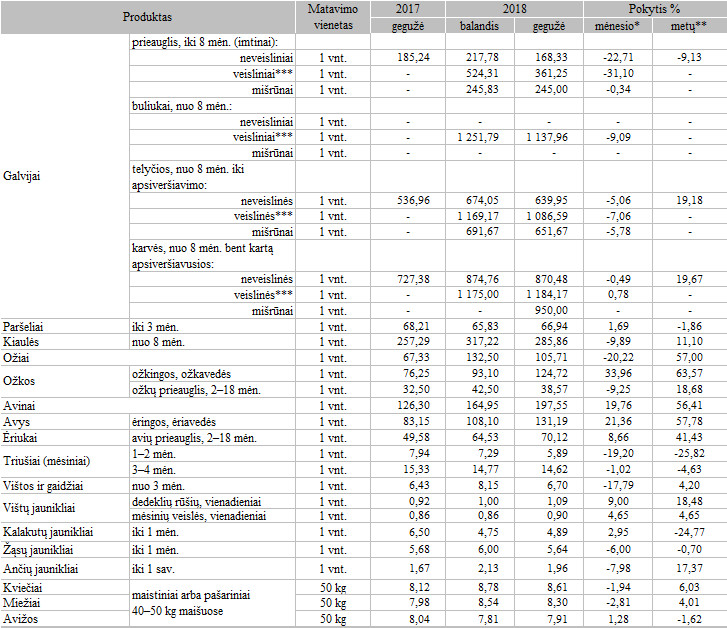 Produktas Matavimo vienetas 2017 2018 Pokytis %
gegužė balandis gegužė mėnesio* metų**
Galvijai
prieauglis, iki 8 mėn. (imtinai):
neveisliniai 1 vnt. 185,24 217,78 168,33 -22,71 -9,13
veisliniai*** 1 vnt. - 524,31 361,25 -31,10 -
mišrūnai 1 vnt. - 245,83 245,00 -0,34 -
buliukai, nuo 8 mėn.:
neveisliniai 1 vnt. - - - - -
veisliniai*** 1 vnt. - 1 251,79 1 137,96 -9,09 -
mišrūnai 1 vnt. - - - - -
telyčios, nuo 8 mėn. iki
apsiveršiavimo:
neveislinės 1 vnt. 536,96 674,05 639,95 -5,06 19,18
veislinės*** 1 vnt. - 1 169,17 1 086,59 -7,06 -
mišrūnai 1 vnt. - 691,67 651,67 -5,78 -
karvės, nuo 8 mėn. bent kartą
apsiveršiavusios:
neveislinės 1 vnt. 727,38 874,76 870,48 -0,49 19,67
veislinės*** 1 vnt. - 1 175,00 1 184,17 0,78 -
mišrūnai 1 vnt. - - 950,00 - -
Paršeliai iki 3 mėn. 1 vnt. 68,21 65,83 66,94 1,69 -1,86
Kiaulės nuo 8 mėn. 1 vnt. 257,29 317,22 285,86 -9,89 11,10
Ožiai 1 vnt. 67,33 132,50 105,71 -20,22 57,00
Ožkos ožkingos, ožkavedės 1 vnt. 76,25 93,10 124,72 33,96 63,57
ožkų prieauglis, 2–18 mėn. 1 vnt. 32,50 42,50 38,57 -9,25 18,68
Avinai 1 vnt. 126,30 164,95 197,55 19,76 56,41
Avys ėringos, ėriavedės 1 vnt. 83,15 108,10 131,19 21,36 57,78
Ėriukai avių prieauglis, 2–18 mėn. 1 vnt. 49,58 64,53 70,12 8,66 41,43
Triušiai (mėsiniai) 1–2 mėn. 1 vnt. 7,94 7,29 5,89 -19,20 -25,82
3–4 mėn. 1 vnt. 15,33 14,77 14,62 -1,02 -4,63
Vištos ir gaidžiai nuo 3 mėn. 1 vnt. 6,43 8,15 6,70 -17,79 4,20
Vištų jaunikliai dedeklių rūšių, vienadieniai 1 vnt. 0,92 1,00 1,09 9,00 18,48
mėsinių veislės, vienadieniai 1 vnt. 0,86 0,86 0,90 4,65 4,65
Kalakutų jaunikliai iki 1 mėn. 1 vnt. 6,50 4,75 4,89 2,95 -24,77
Žąsų jaunikliai iki 1 mėn. 1 vnt. 5,68 6,00 5,64 -6,00 -0,70
Ančių jaunikliai iki 1 sav. 1 vnt. 1,67 2,13 1,96 -7,98 17,37
Kviečiai maistiniai arba pašariniai 40–50 kg maišuose 50 kg 8,12 8,78 8,61 -1,94 6,03
Miežiai 50 kg 7,98 8,54 8,30 -2,81 4,01
Avižos 50 kg 8,04 7,81 7,91 1,28 -1,62